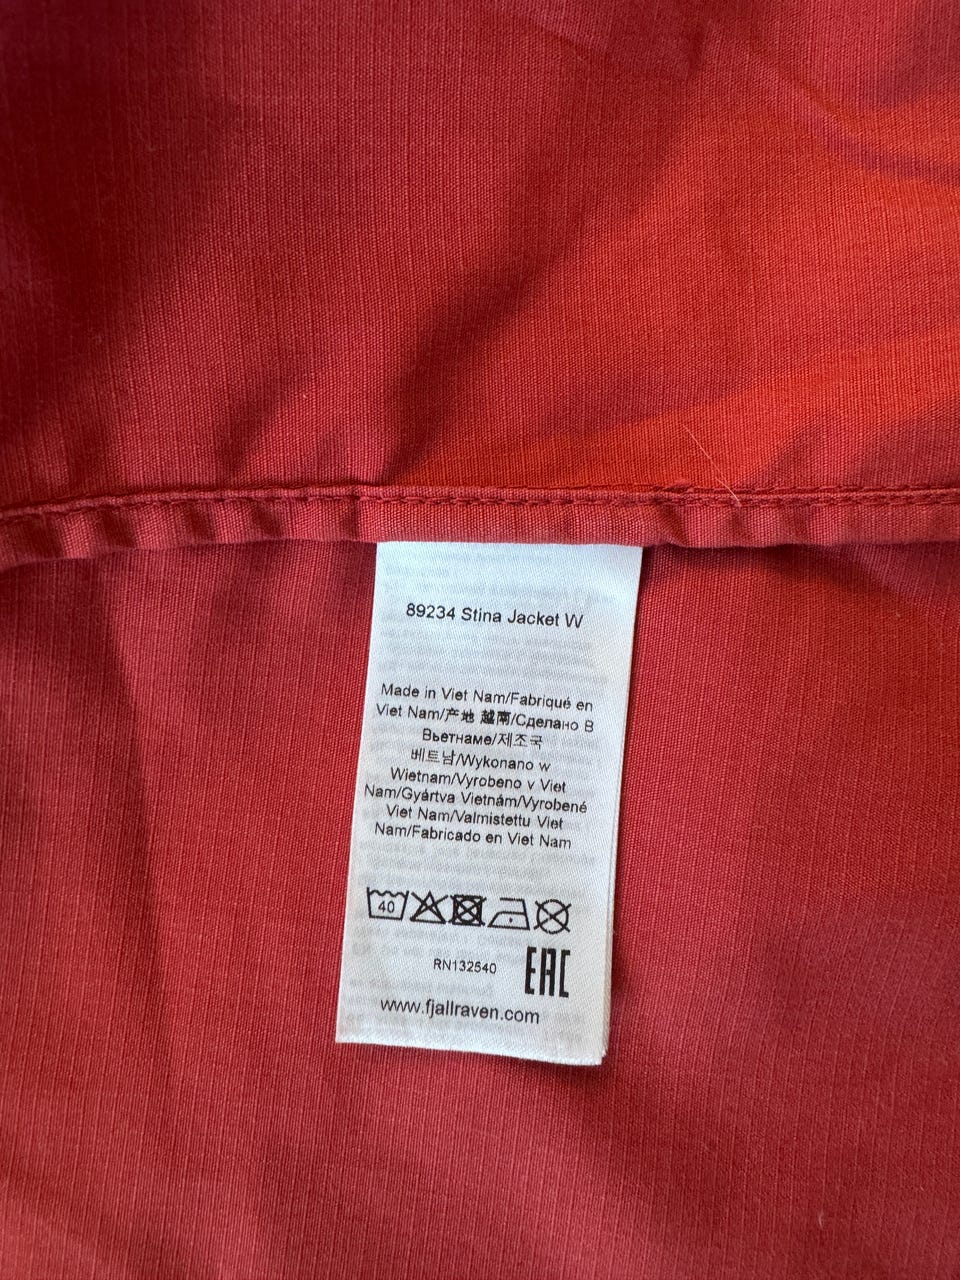 89234 Stina Jacket W
Made in Viet Nam/Fabriqué en
Viet Nam/产地 越南/Сделано В
Вьетнаме/제조국
베트남/Wykonano w
Wietnam/Vyrobeno v Viet
Nam/Gyártva Vietnám/Vyrobené
Viet Nam/Valmistettu Viet
Nam/Fabricado en Viet Nam
40
RN132540 EAC
www.fjallraven.com